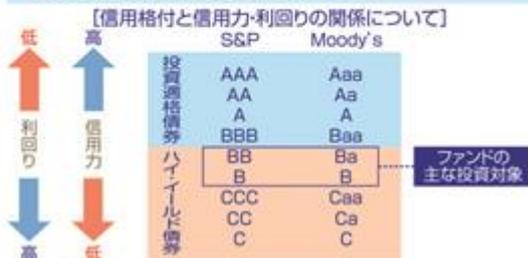 [信用格付と信用力・利回りの関係について]
S&P Moody's
低 高
利回り
信用力
高 低
投資適格債券
AAA Aaa
AA Aa
A A
BBB Baa
ハイ・イールド債券
BB Ba
B B
CCC Caa
CC Ca
C C
ファンドの
主な投資対象